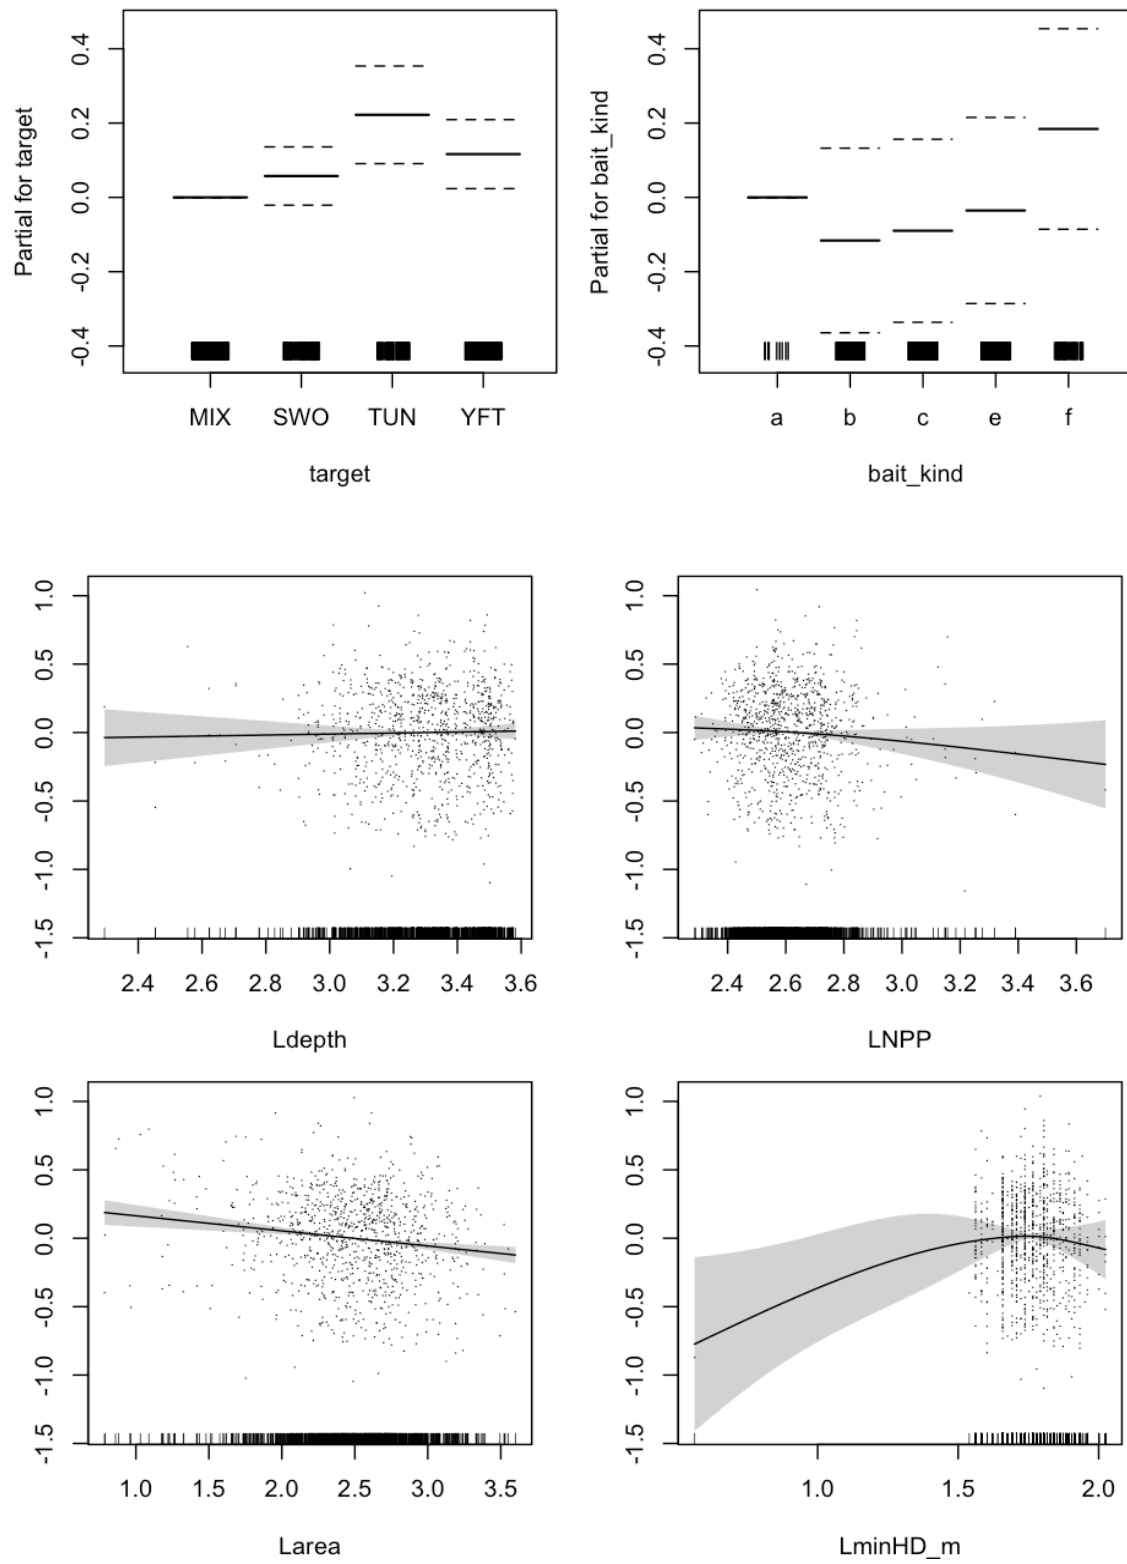 Partial for target
0.4
0.2
0.0
-0.2
-0.4
MIX SWO TUN YFT
target
Partial for bait_kind
0.4
0.2
0.0
-0.2
-0.4
a b c e f
bait_kind
1.0
0.5
0.0
-0.5
-1.0
-1.5
2.4 2.6 2.8 3.0 3.2 3.4 3.6
Ldepth
1.0
0.5
0.0
-0.5
-1.0
-1.5
2.4 2.6 2.8 3.0 3.2 3.4 3.6
LNPP
1.0
0.5
0.0
-0.5
-1.0
-1.5
1.0 1.5 2.0 2.5 3.0 3.5
Larea
1.0
0.5
0.0
-0.5
-1.0
-1.5
1.0 1.5 2.0
LminHD_m